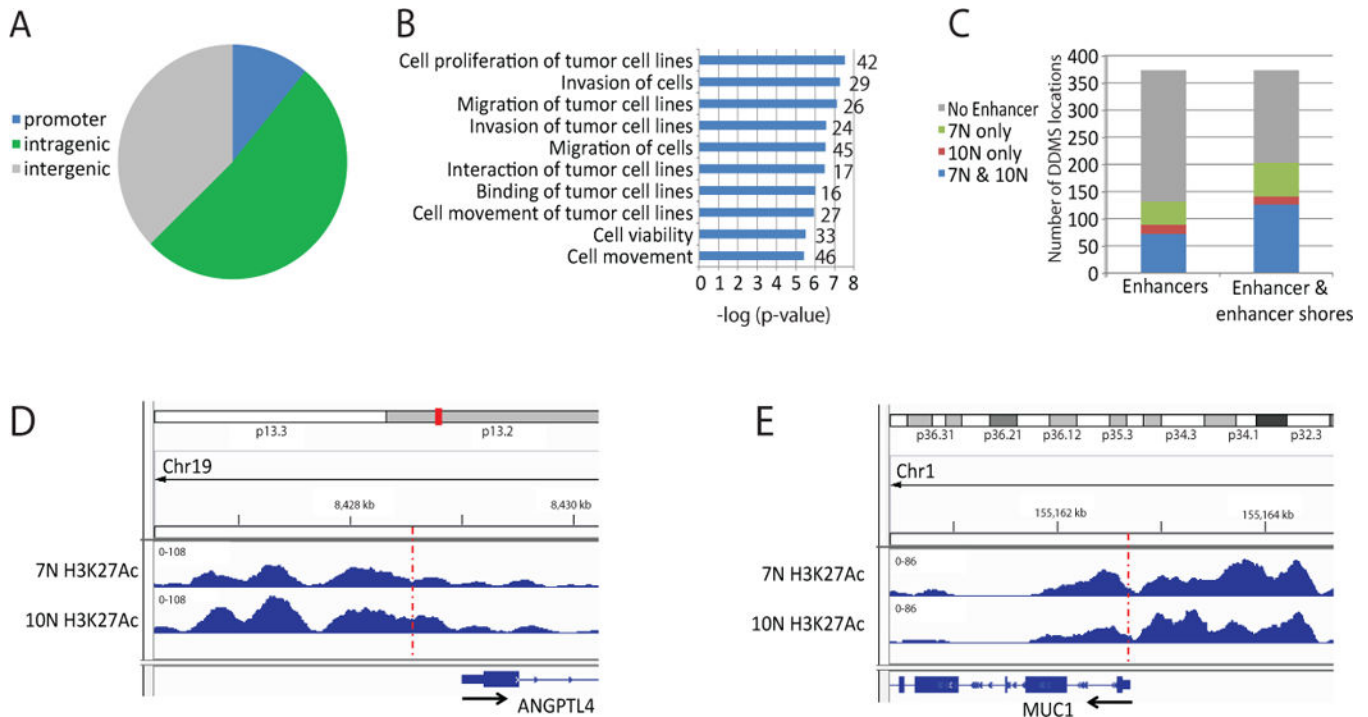 A
promoter
intragenic
intergenic
B
Cell proliferation of tumor cell lines 42
Invasion of cells 29
Migration of tumor cell lines 26
Invasion of tumor cell lines 24
Migration of cells 45
Interaction of tumor cell lines 17
Binding of tumor cell lines 16
Cell movement of tumor cell lines 27
Cell viability 33
Cell movement 46
0 1 2 3 4 5 6 7 8
-log (p-value)
C
No Enhancer
7N only
10N only
7N & 10N
Number of DDMS locations
400
350
300
250
200
150
100
50
0
Enhancers
Enhancer &
enhancer shores
D
p13.3 p13.2
Chr19
8,428 kb 8,430 kb
0-108
7N H3K27Ac
0-108
10N H3K27Ac
ANGPTL4
E
p36.31 p36.21 p36.12 p35.3 p34.3 p34.1 p32.3
Chr1
155,162 kb 155,164 kb
0-86
7N H3K27Ac
0-86
10N H3K27Ac
MUC1